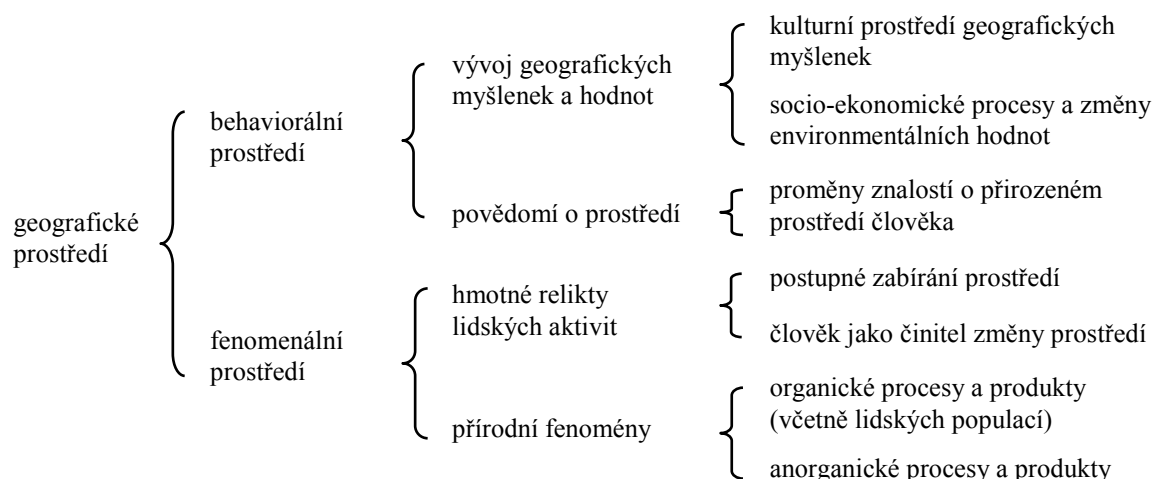 geografické
prostředí
behaviorální
prostředí
vývoj geografických
myšlenek a hodnot
kulturní prostředí geografických
myšlenek
socio-ekonomické procesy a změny
environmentálních hodnot
povědomí o prostředí
proměny znalostí o přirozeném
prostředí člověka
fenomenální
prostředí
hmotné relikty
lidských aktivit
postupné zabírání prostředí
člověk jako činitel změny prostředí
přírodní fenomény
organické procesy a produkty
(včetně lidských populací)
anorganické procesy a produkty